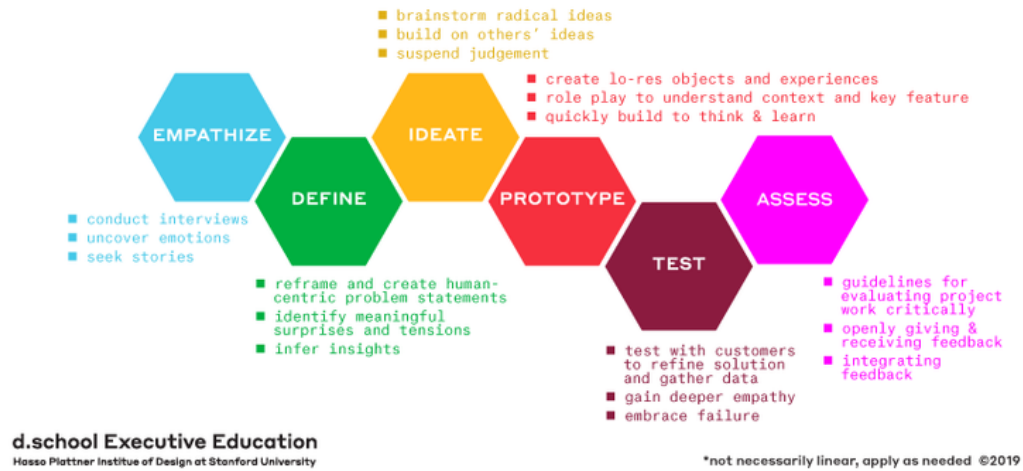 ■ brainstorm radical ideas
■ build on others' ideas
■ suspend judgement
■ create lo-res objects and experiences
■ role play to understand context and key feature
■ quickly build to think & learn
EMPATHIZE
IDEATE
DEFINE
PROTOTYPE
ASSESS
TEST
■ conduct interviews
■ uncover emotions
■ seek stories
■ reframe and create human-
centric problem statements
■ identify meaningful
surprises and tensions
■ infer insights
■ guidelines for
evaluating project
work critically
■ openly giving &
receiving feedback
■ integrating
feedback
■ test with customers
to refine solution
and gather data
■ gain deeper empathy
■ embrace failure
d.school Executive Education
Hasso Plattner Institue of Design at Stanford University
*not necessarily linear, apply as needed ©2019